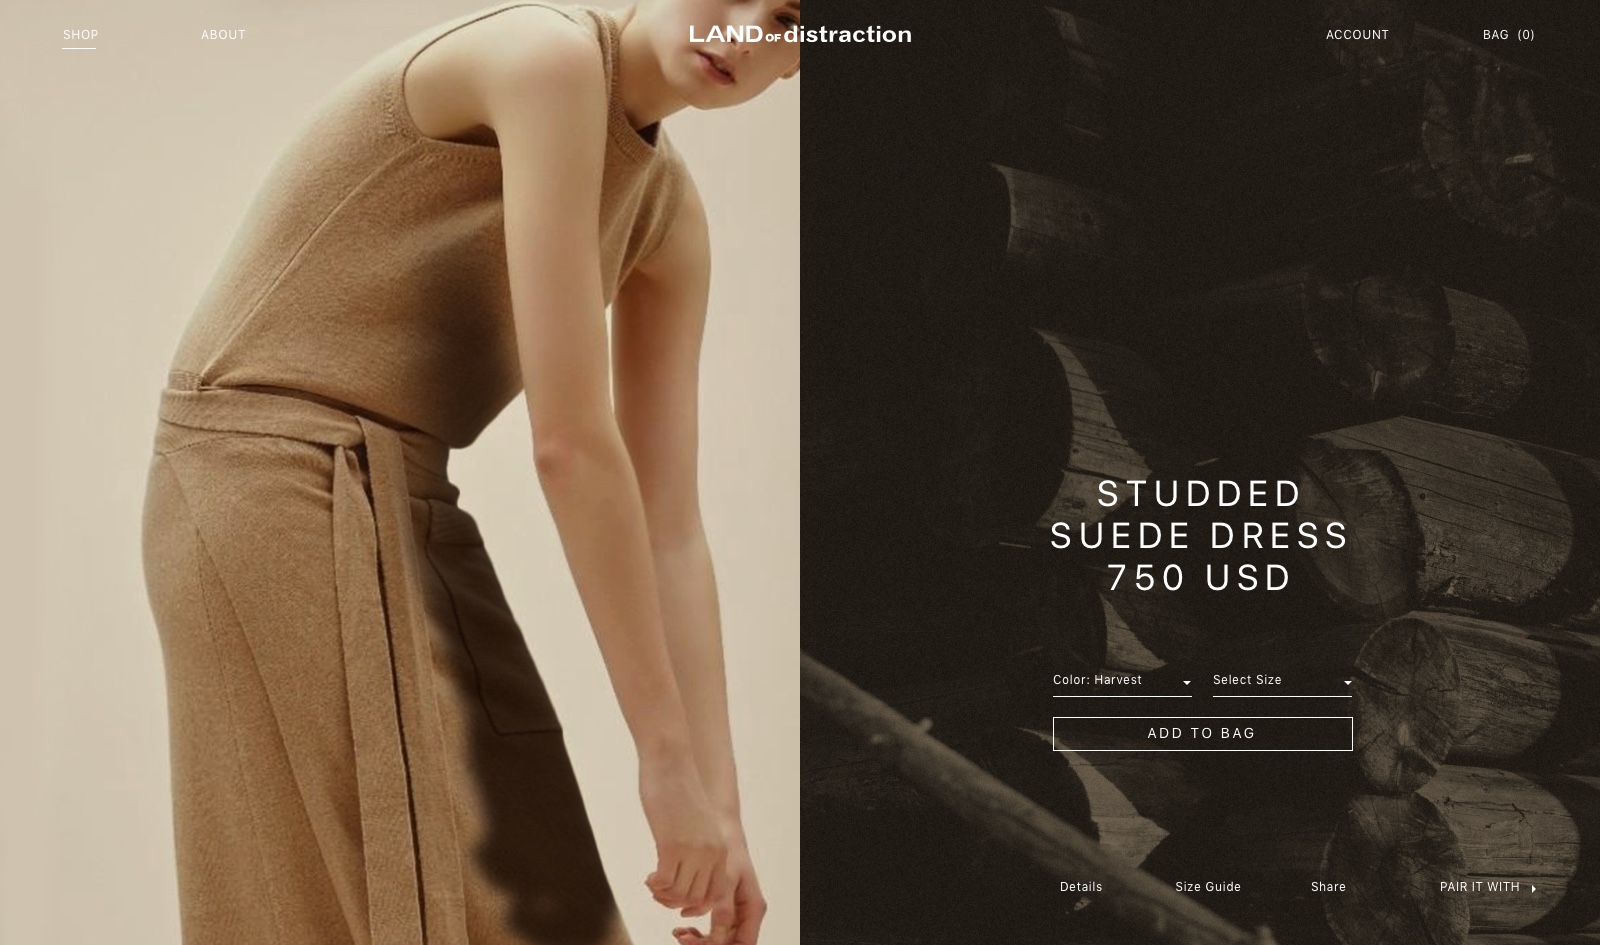 SHOP
ABOUT
LAND OF distraction
ACCOUNT
BAG (0)
STUDDED
SUEDE DRESS
750 USD
Color: Harvest
Select Size
ADD TO BAG
Details
Size Guide
Share
PAIR IT WITH